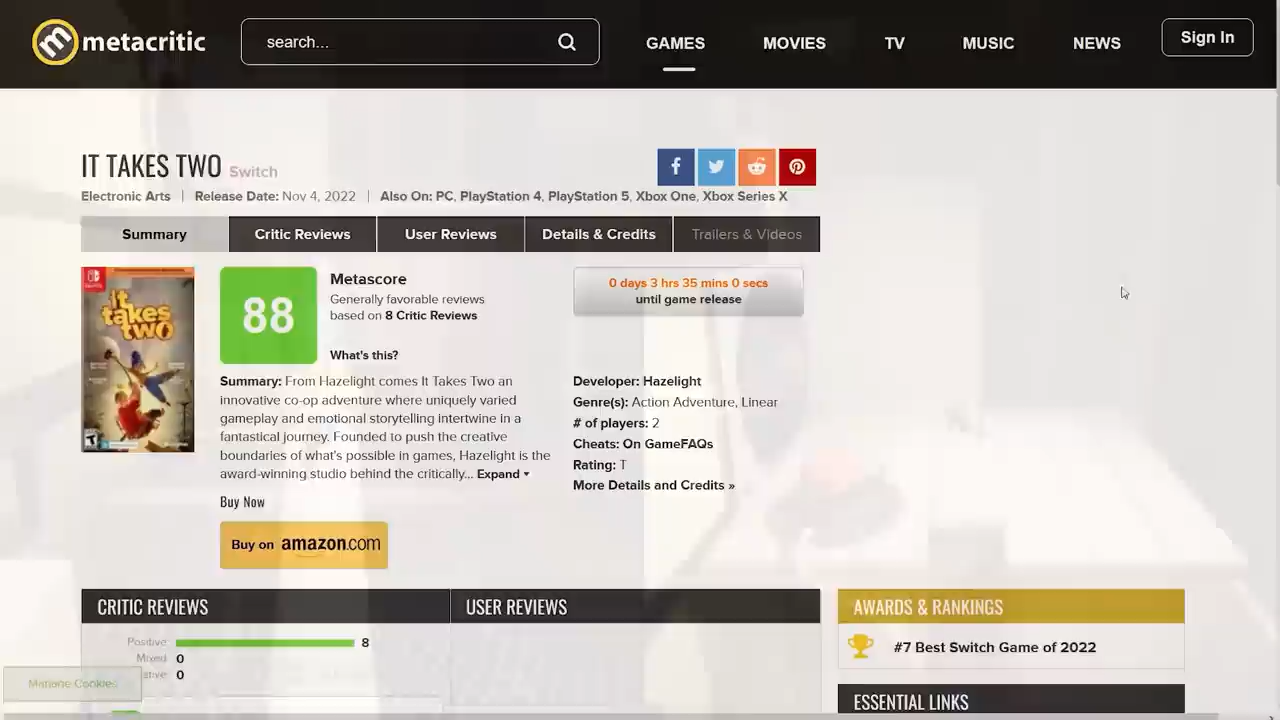 metacritic
search...
GAMES
MOVIES
TV
MUSIC
NEWS
Sign In
IT TAKES TWO Switch
Electronic Arts | Release Date: Nov 4, 2022 | Also On: PC, PlayStation 4, PlayStation 5, Xbox One, Xbox Series X
Summary
Critic Reviews
User Reviews
Details & Credits
Trailers & Videos
it takes two
88
Metascore
Generally favorable reviews
based on 8 Critic Reviews
What's this?
0 days 3 hrs 35 mins 0 secs
until game release
Summary: From Hazelight comes It Takes Two an
innovative co-op adventure where uniquely varied
gameplay and emotional storytelling intertwine in a
fantastical journey. Founded to push the creative
boundaries of what's possible in games, Hazelight is the
award-winning studio behind the critically... Expand
Developer: Hazelight
Genre(s): Action Adventure, Linear
# of players: 2
Cheats: On GameFAQs
Rating: T
More Details and Credits »
Buy Now
Buy on amazon.com
CRITIC REVIEWS
USER REVIEWS
AWARDS & RANKINGS
Positive 8
Mixed 0
ative: 0
#7 Best Switch Game of 2022
Manage Cookies
ESSENTIAL LINKS